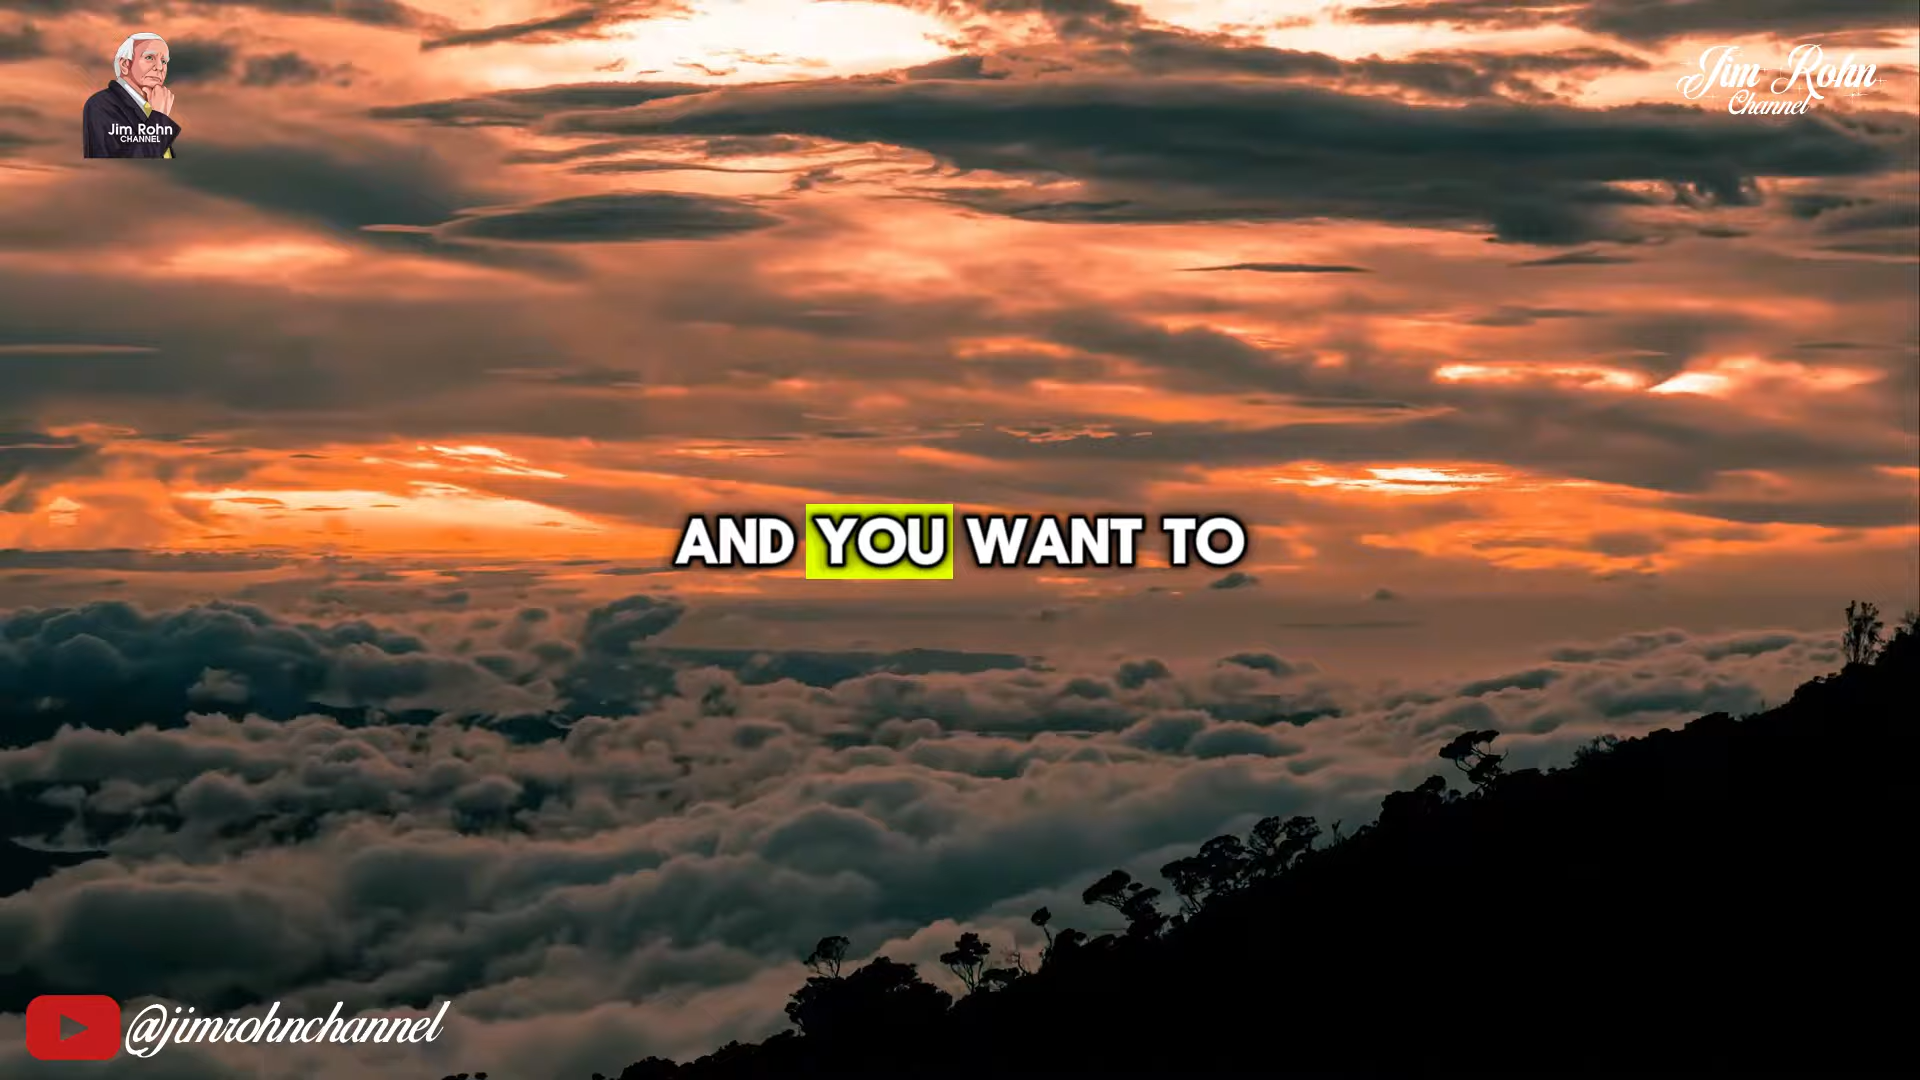 Jim Rohn
CHANNEL
Jim Rohn
Channel
AND YOU WANT TO
@jimrohnchannel